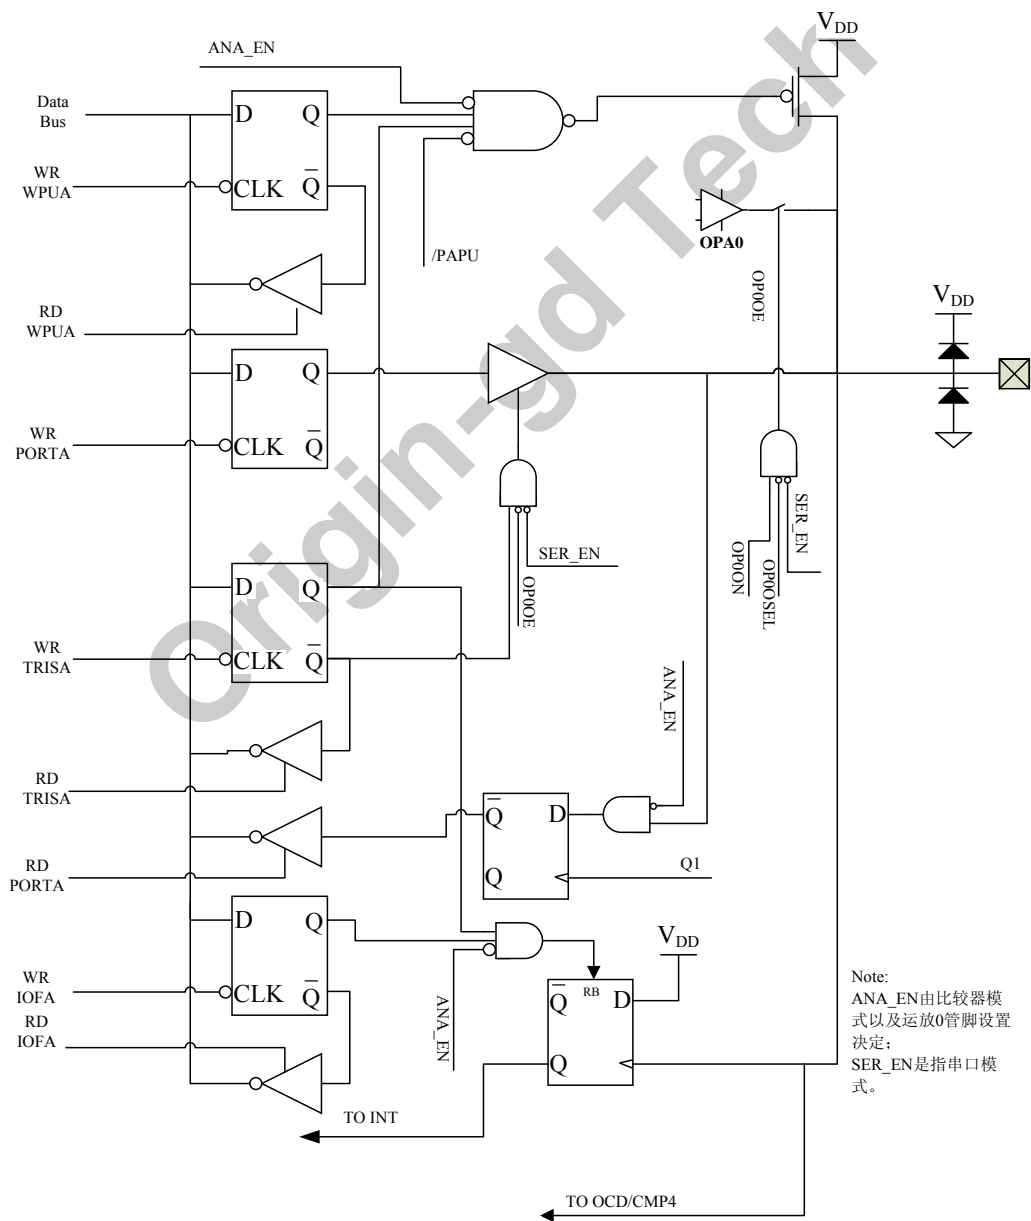 V_DD
ANA_EN
Data
Bus
D Q
WR
WPUA
CLK Q̅
/PAPU
OPA0
OP0OE
RD
WPUA
V_DD
D Q
WR
PORTA
CLK Q̅
SER_EN
OP0OE
OP0ON
OP0OSEL
SER_EN
D Q
WR
TRISA
CLK Q̅
ANA_EN
RD
TRISA
Q̅ D
RD
PORTA
Q
Q1
D Q
V_DD
WR
IOFA
CLK Q̅
ANA_EN
RB
Q̅ D
Q
RD
IOFA
Note:
ANA_EN由比较器模
式以及运放0管脚设置
决定；
SER_EN是指串口模
式。
TO INT
TO OCD/CMP4
Origin-gd Tech